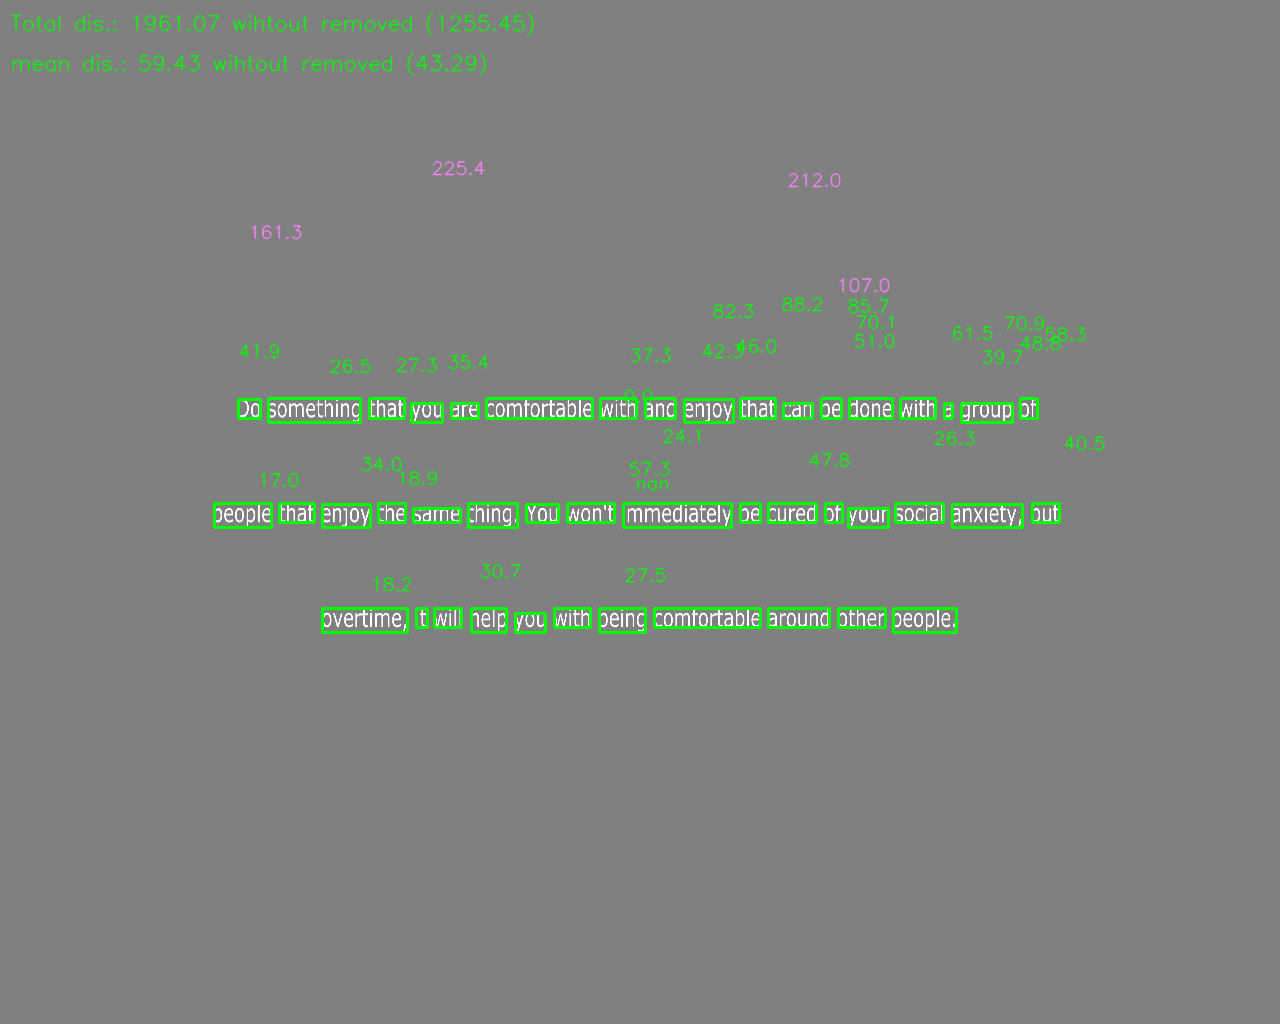 Total dis.: 1961.07 wihtout removed (1255.45)
mean dis.: 59.43 wihtout removed (43.29)
225.4
212.0
161.3
107.0
82.3 88.2 85.7
70.1
61.5 70.9 58.3
41.9 26.5 27.3 35.4 37.3 42.3 46.0 51.0 39.7 48.8
Do something that you are comfortable with and enjoy that can be done with a group of
24.1 26.3 40.5
17.0 34.0 18.9 57.3 47.8
nan
people that enjoy the same thing. You won't immediately be cured of your social anxiety, but
18.2 30.7 27.5
overtime, it will help you with being comfortable around other people.